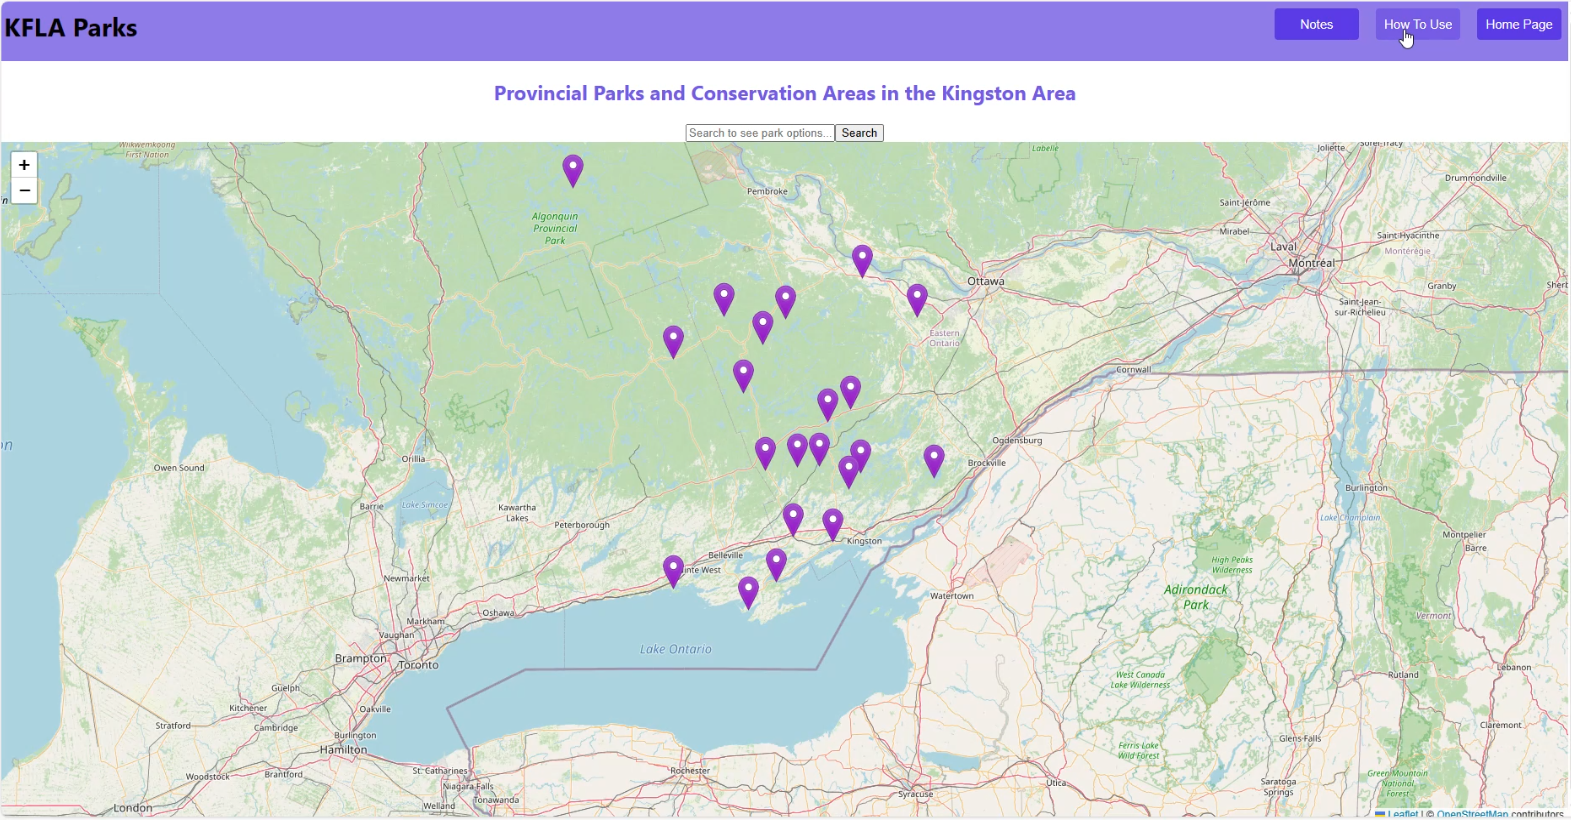 KFLA Parks
Notes
How To Use
Home Page
Provincial Parks and Conservation Areas in the Kingston Area
Search to see park options...
Search
+
−
Wikwemkoong
First Nation
Algonquin
Provincial
Park
Pembroke
Labelle
Joliette
Sorel-Tracy
Drummondville
Saint-Jérôme
Mirabel
Laval
Montréal
Saint-Hyacinthe
Montérégie
Granby
Sherb
Saint-Jean-
sur-Richelieu
Ottawa
Eastern
Ontario
Cornwall
Ogdensburg
Brockville
Owen Sound
Orillia
Barrie
Lake Simcoe
Kawartha
Lakes
Peterborough
Belleville
inte West
Kingston
Newmarket
Oshawa
Markham
Vaughan
Brampton
Toronto
Watertown
Burlington
Lake Champlain
Montpelier
Barre
High Peaks
Wilderness
Adirondack
Park
Vermont
Lake Ontario
West Canada
Lake Wilderness
Rutland
Lebanon
Guelph
Kitchener
Oakville
Stratford
Cambridge
Burlington
Hamilton
Claremont
Glens Falls
Ferris Lake
Wild Forest
Woodstock
Brantford
St. Catharines
Niagara Falls
Tonawanda
Welland
London
Rochester
Syracuse
Utica
Saratoga
Springs
Green Mountain
National
Forest
Leaflet | © OpenStreetMap contributors